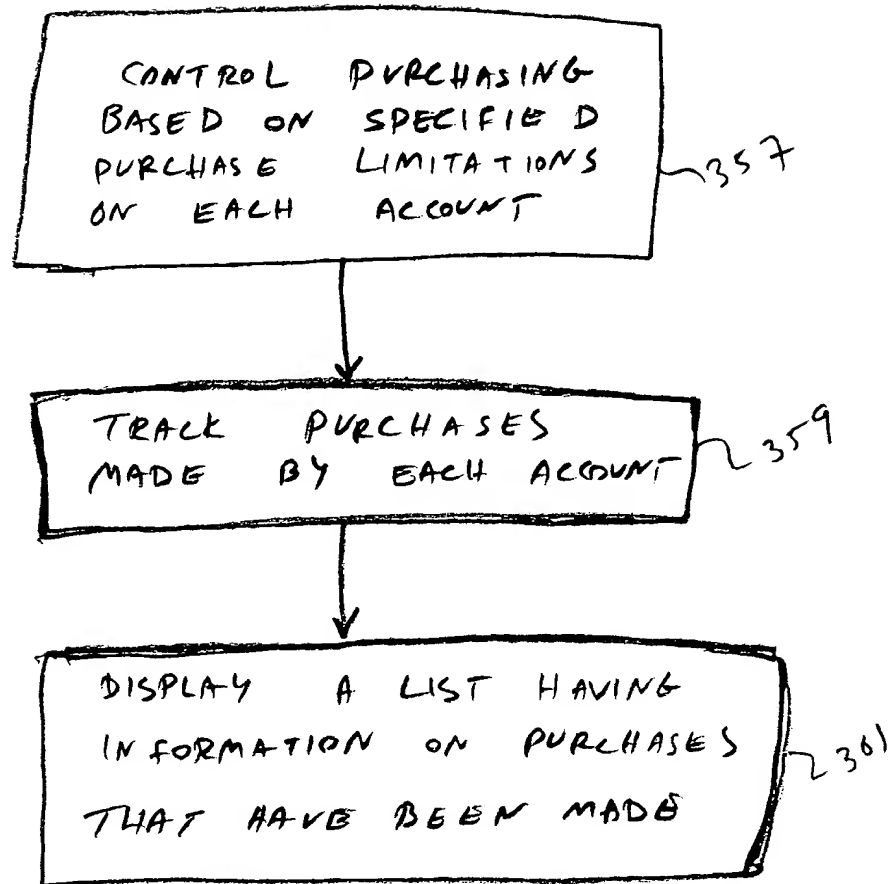 CONTROL PURCHASING
BASED ON SPECIFIED
PURCHASE LIMITATIONS
ON EACH ACCOUNT
357
TRACK PURCHASES
MADE BY EACH ACCOUNT
359
DISPLAY A LIST HAVING
INFORMATION ON PURCHASES
THAT HAVE BEEN MADE
361